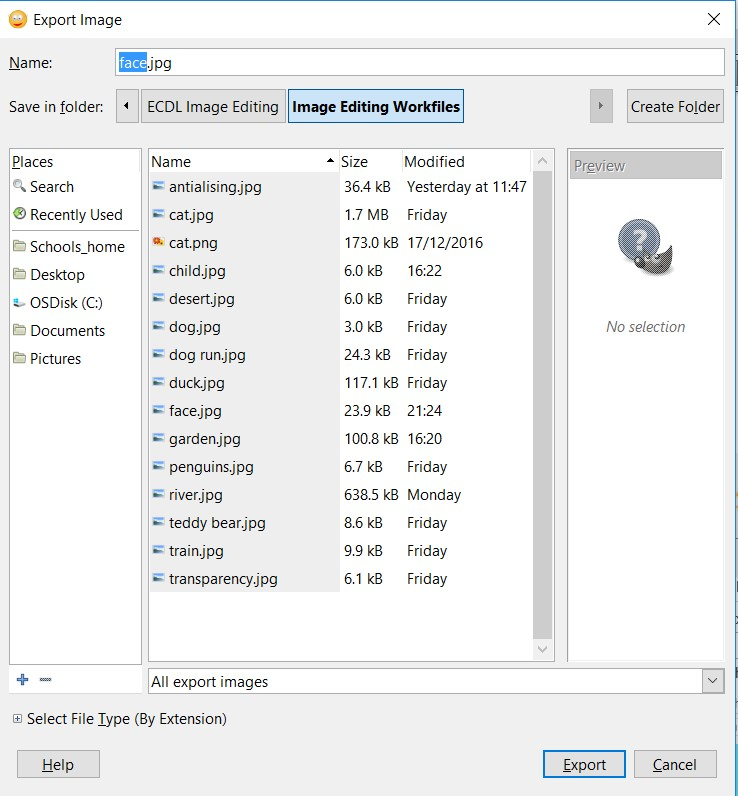 Export Image
Name: face.jpg
Save in folder: ECDL Image Editing Image Editing Workfiles Create Folder
Places
Search
Recently Used
Schools_home
Desktop
OSDisk (C:)
Documents
Pictures
Name Size Modified
antialising.jpg 36.4 kB Yesterday at 11:47
cat.jpg 1.7 MB Friday
cat.png 173.0 kB 17/12/2016
child.jpg 6.0 kB 16:22
desert.jpg 6.0 kB Friday
dog.jpg 3.0 kB Friday
dog run.jpg 24.3 kB Friday
duck.jpg 117.1 kB Friday
face.jpg 23.9 kB 21:24
garden.jpg 100.8 kB 16:20
penguins.jpg 6.7 kB Friday
river.jpg 638.5 kB Monday
teddy bear.jpg 8.6 kB Friday
train.jpg 9.9 kB Friday
transparency.jpg 6.1 kB Friday
Preview
?
No selection
All export images
Select File Type (By Extension)
Help Export Cancel